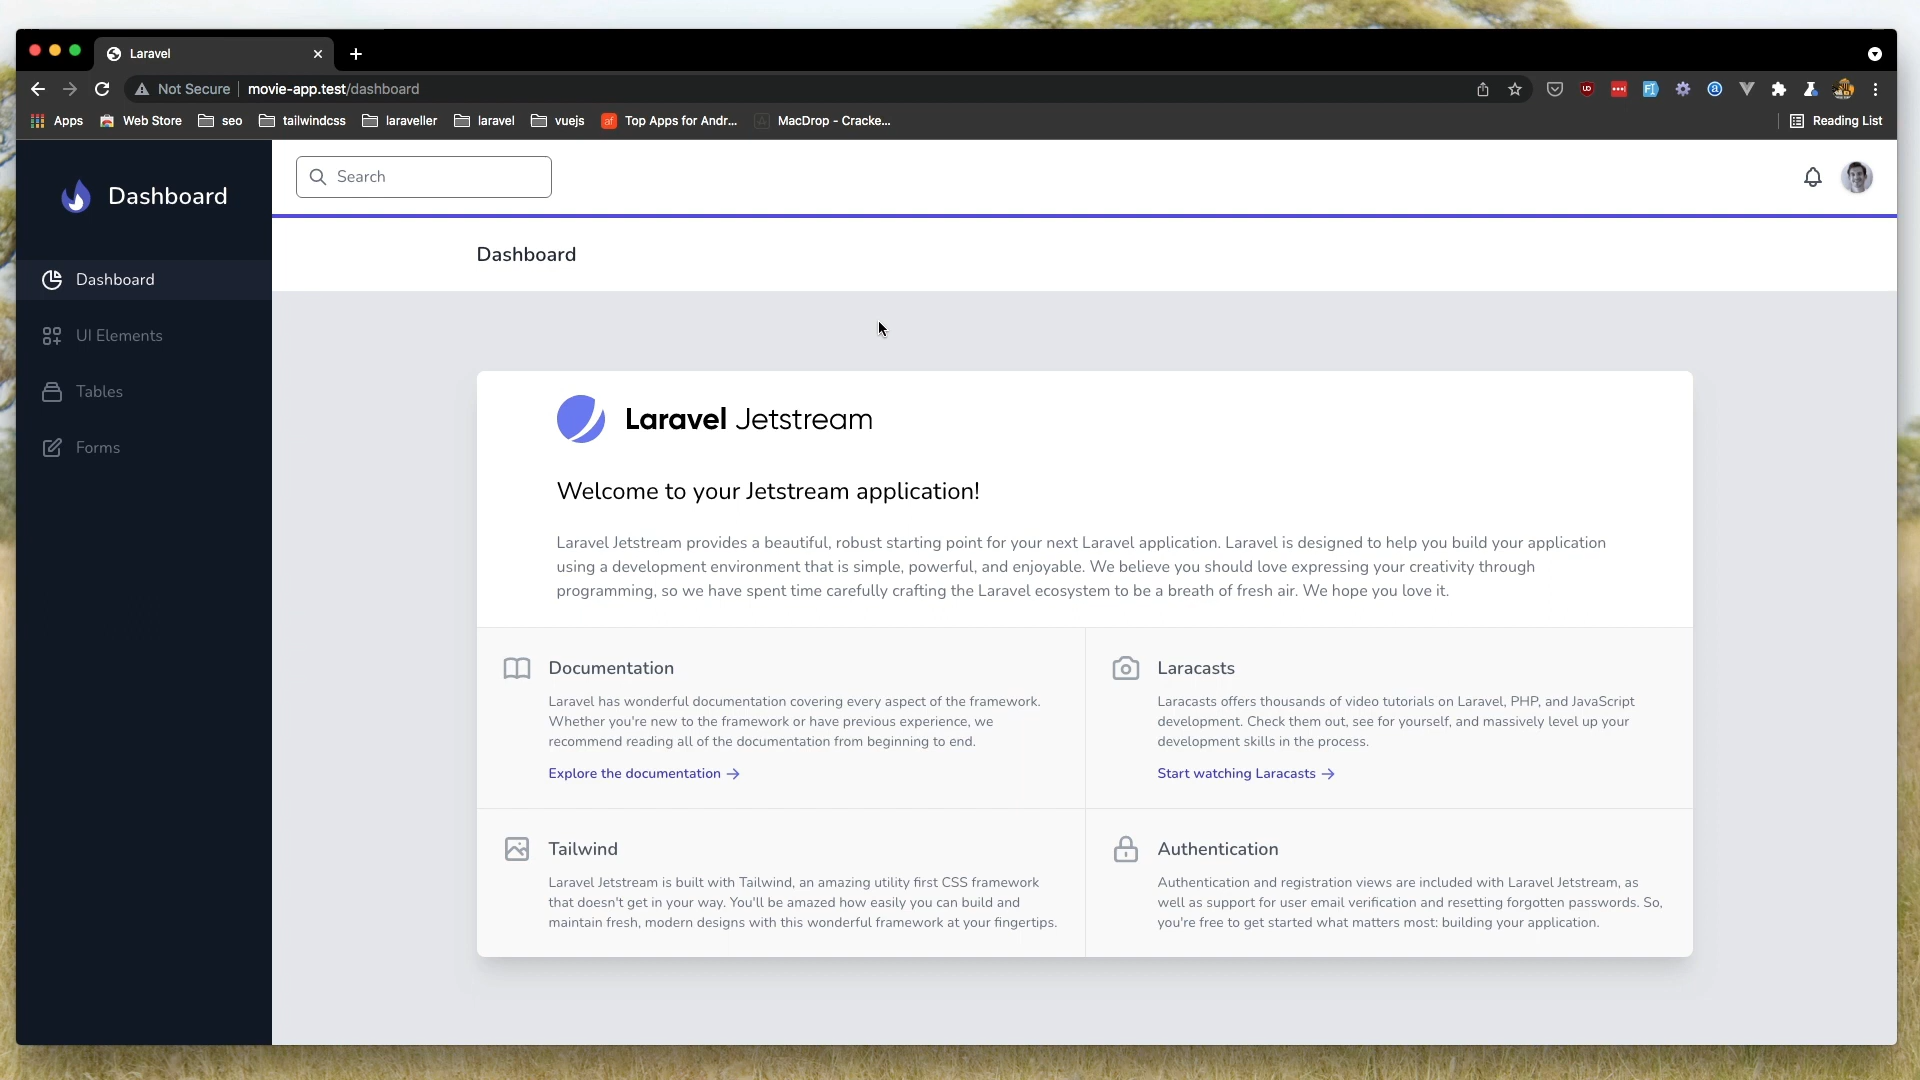 Laravel
Not Secure movie-app.test/dashboard
Apps Web Store seo tailwindcss laraveller laravel vuejs Top Apps for Andr... MacDrop - Cracke... Reading List
Dashboard
Search
Dashboard
Dashboard
UI Elements
Tables
Forms
Laravel Jetstream
Welcome to your Jetstream application!
Laravel Jetstream provides a beautiful, robust starting point for your next Laravel application. Laravel is designed to help you build your application
using a development environment that is simple, powerful, and enjoyable. We believe you should love expressing your creativity through
programming, so we have spent time carefully crafting the Laravel ecosystem to be a breath of fresh air. We hope you love it.
Documentation
Laravel has wonderful documentation covering every aspect of the framework.
Whether you're new to the framework or have previous experience, we
recommend reading all of the documentation from beginning to end.
Explore the documentation →
Laracasts
Laracasts offers thousands of video tutorials on Laravel, PHP, and JavaScript
development. Check them out, see for yourself, and massively level up your
development skills in the process.
Start watching Laracasts →
Tailwind
Laravel Jetstream is built with Tailwind, an amazing utility first CSS framework
that doesn't get in your way. You'll be amazed how easily you can build and
maintain fresh, modern designs with this wonderful framework at your fingertips.
Authentication
Authentication and registration views are included with Laravel Jetstream, as
well as support for user email verification and resetting forgotten passwords. So,
you're free to get started what matters most: building your application.